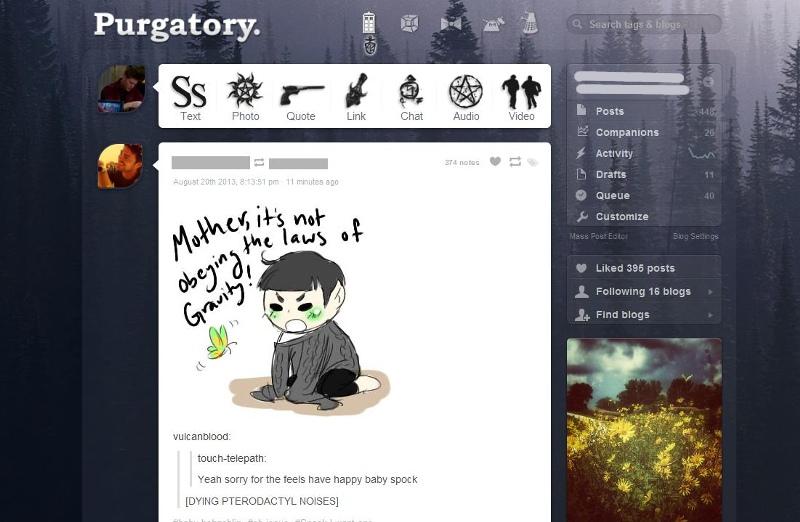 Purgatory.
Search tags & blogs
Ss
Text
Photo
Quote
Link
Chat
Audio
Video
374 notes
August 20th 2013, 8:13:51 pm · 11 minutes ago
Mother, it's not
obeying the laws of
Gravity!
vulcanblood:
touch-telepath:
Yeah sorry for the feels have happy baby spock
[DYING PTERODACTYL NOISES]
Posts 448
Companions 26
Activity
Drafts 11
Queue 40
Customize
Mass Post Editor
Blog Settings
Liked 395 posts
Following 16 blogs
Find blogs